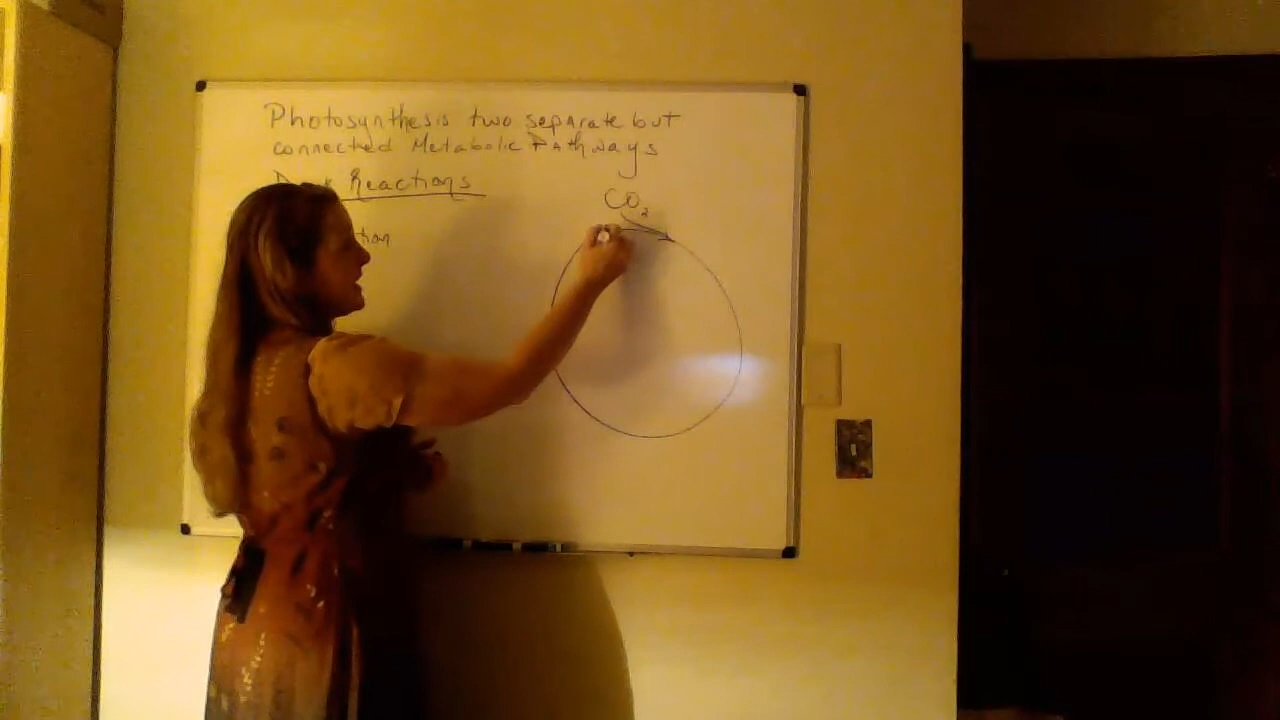 Photosynthesis two separate but
connected Metabolic Pathways
Reactions
CO2